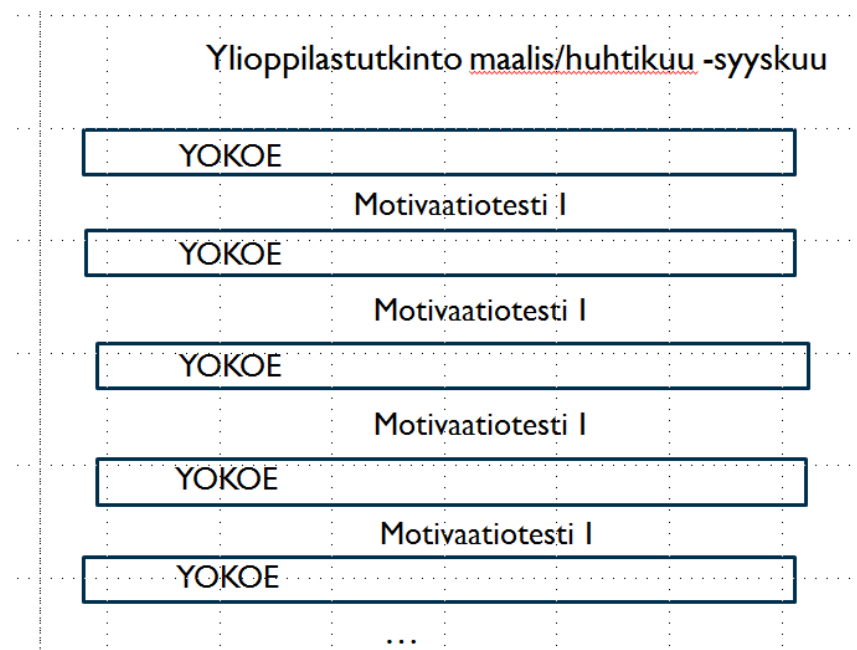 Ylioppilastutkinto maalis/huhtikuu -syyskuu
YOKOE
Motivaatiotesti I
YOKOE
Motivaatiotesti I
YOKOE
Motivaatiotesti I
YOKOE
Motivaatiotesti I
YOKOE
...